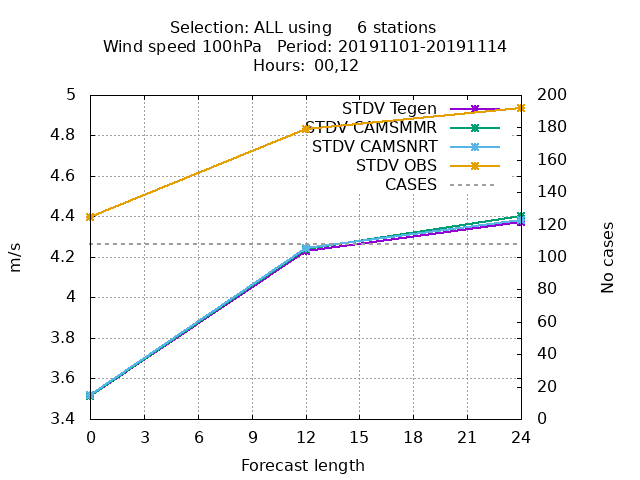 Selection: ALL using     6 stations
Wind speed 100hPa   Period: 20191101-20191114
Hours:  00,12
m/s
5
4.8
4.6
4.4
4.2
4
3.8
3.6
3.4
STDV Tegen
STDV CAMSMMR
STDV CAMSNRT
STDV OBS
CASES
200
180
160
140
120
100
80
60
40
20
0
No cases
0 3 6 9 12 15 18 21 24
Forecast length